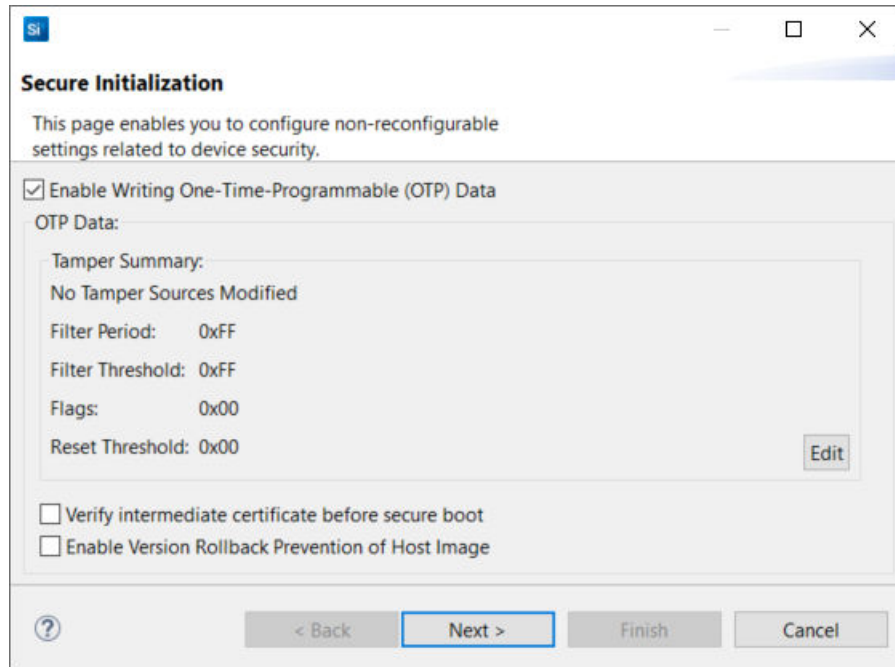 Si
Secure Initialization
This page enables you to configure non-reconfigurable
settings related to device security.
Enable Writing One-Time-Programmable (OTP) Data
OTP Data:
Tamper Summary:
No Tamper Sources Modified
Filter Period: 0xFF
Filter Threshold: 0xFF
Flags: 0x00
Reset Threshold: 0x00
Edit
Verify intermediate certificate before secure boot
Enable Version Rollback Prevention of Host Image
? < Back Next > Finish Cancel